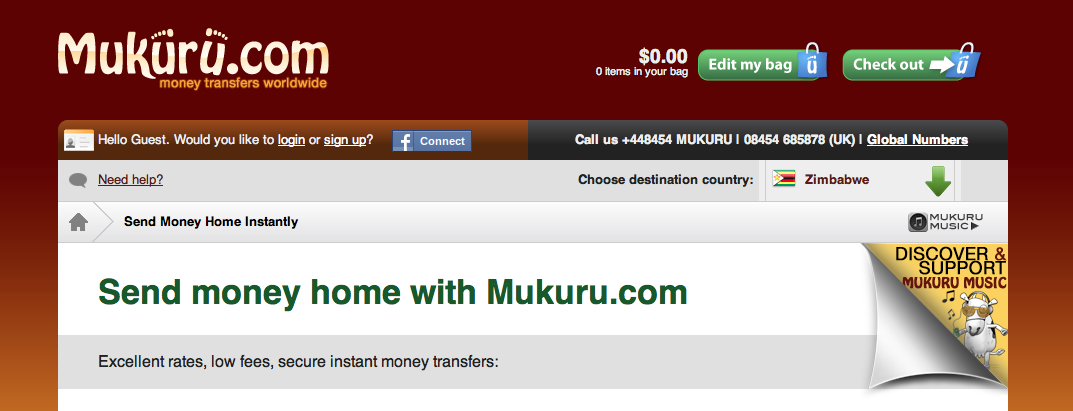 Mukuru.com
money transfers worldwide
$0.00
0 items in your bag
Edit my bag
Check out
Hello Guest. Would you like to login or sign up?
f Connect
Call us +448454 MUKURU | 08454 685878 (UK) | Global Numbers
Need help?
Choose destination country:
Zimbabwe
Send Money Home Instantly
MUKURU
MUSIC
DISCOVER &
SUPPORT
MUKURU MUSIC
Send money home with Mukuru.com
Excellent rates, low fees, secure instant money transfers: